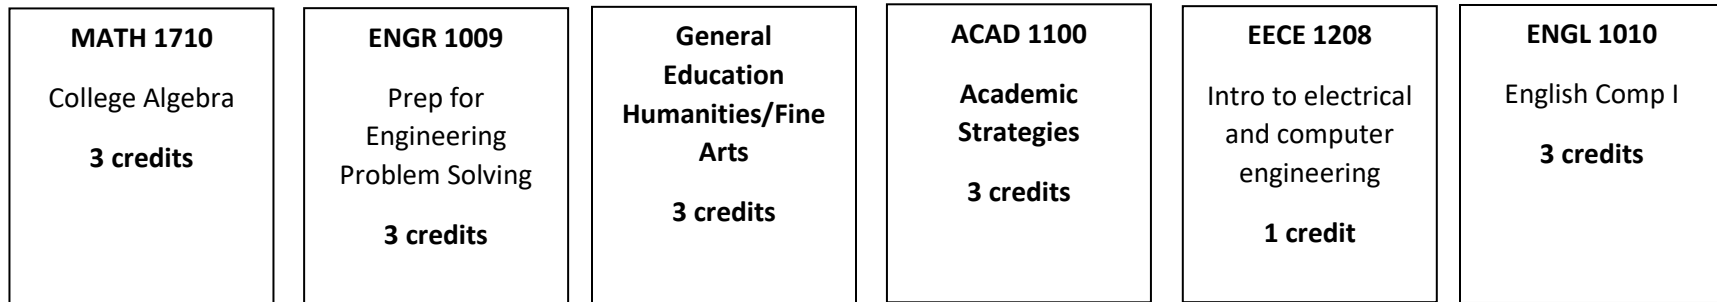 MATH 1710
College Algebra
3 credits
ENGR 1009
Prep for
Engineering
Problem Solving
3 credits
General
Education
Humanities/Fine
Arts
3 credits
ACAD 1100
Academic
Strategies
3 credits
EECE 1208
Intro to electrical
and computer
engineering
1 credit
ENGL 1010
English Comp I
3 credits